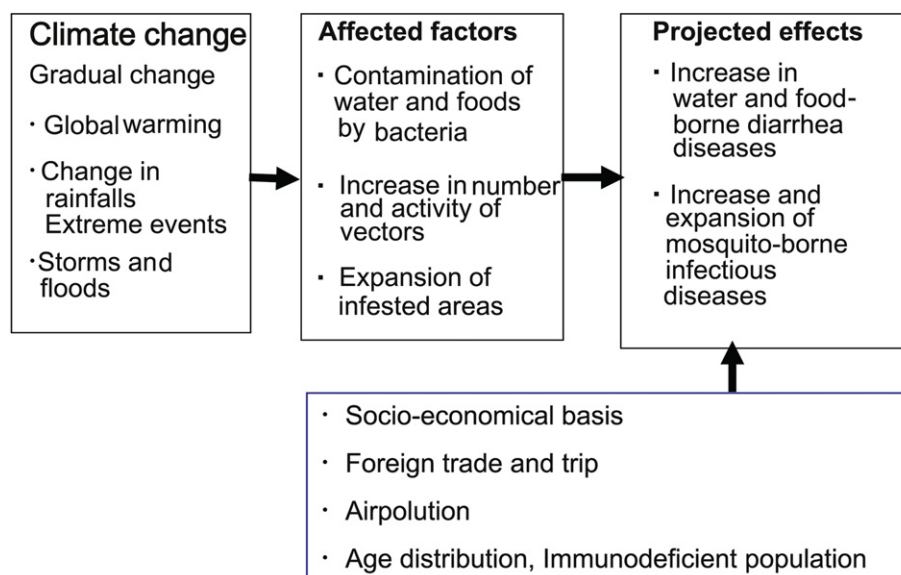 Climate change
Gradual change
· Global warming
· Change in
rainfalls
Extreme events
· Storms and
floods
Affected factors
· Contamination of
water and foods
by bacteria
· Increase in number
and activity of
vectors
· Expansion of
infested areas
Projected effects
· Increase in
water and food-
borne diarrhea
diseases
· Increase and
expansion of
mosquito-borne
infectious
diseases
· Socio-economical basis
· Foreign trade and trip
· Airpolution
· Age distribution, Immunodeficient population